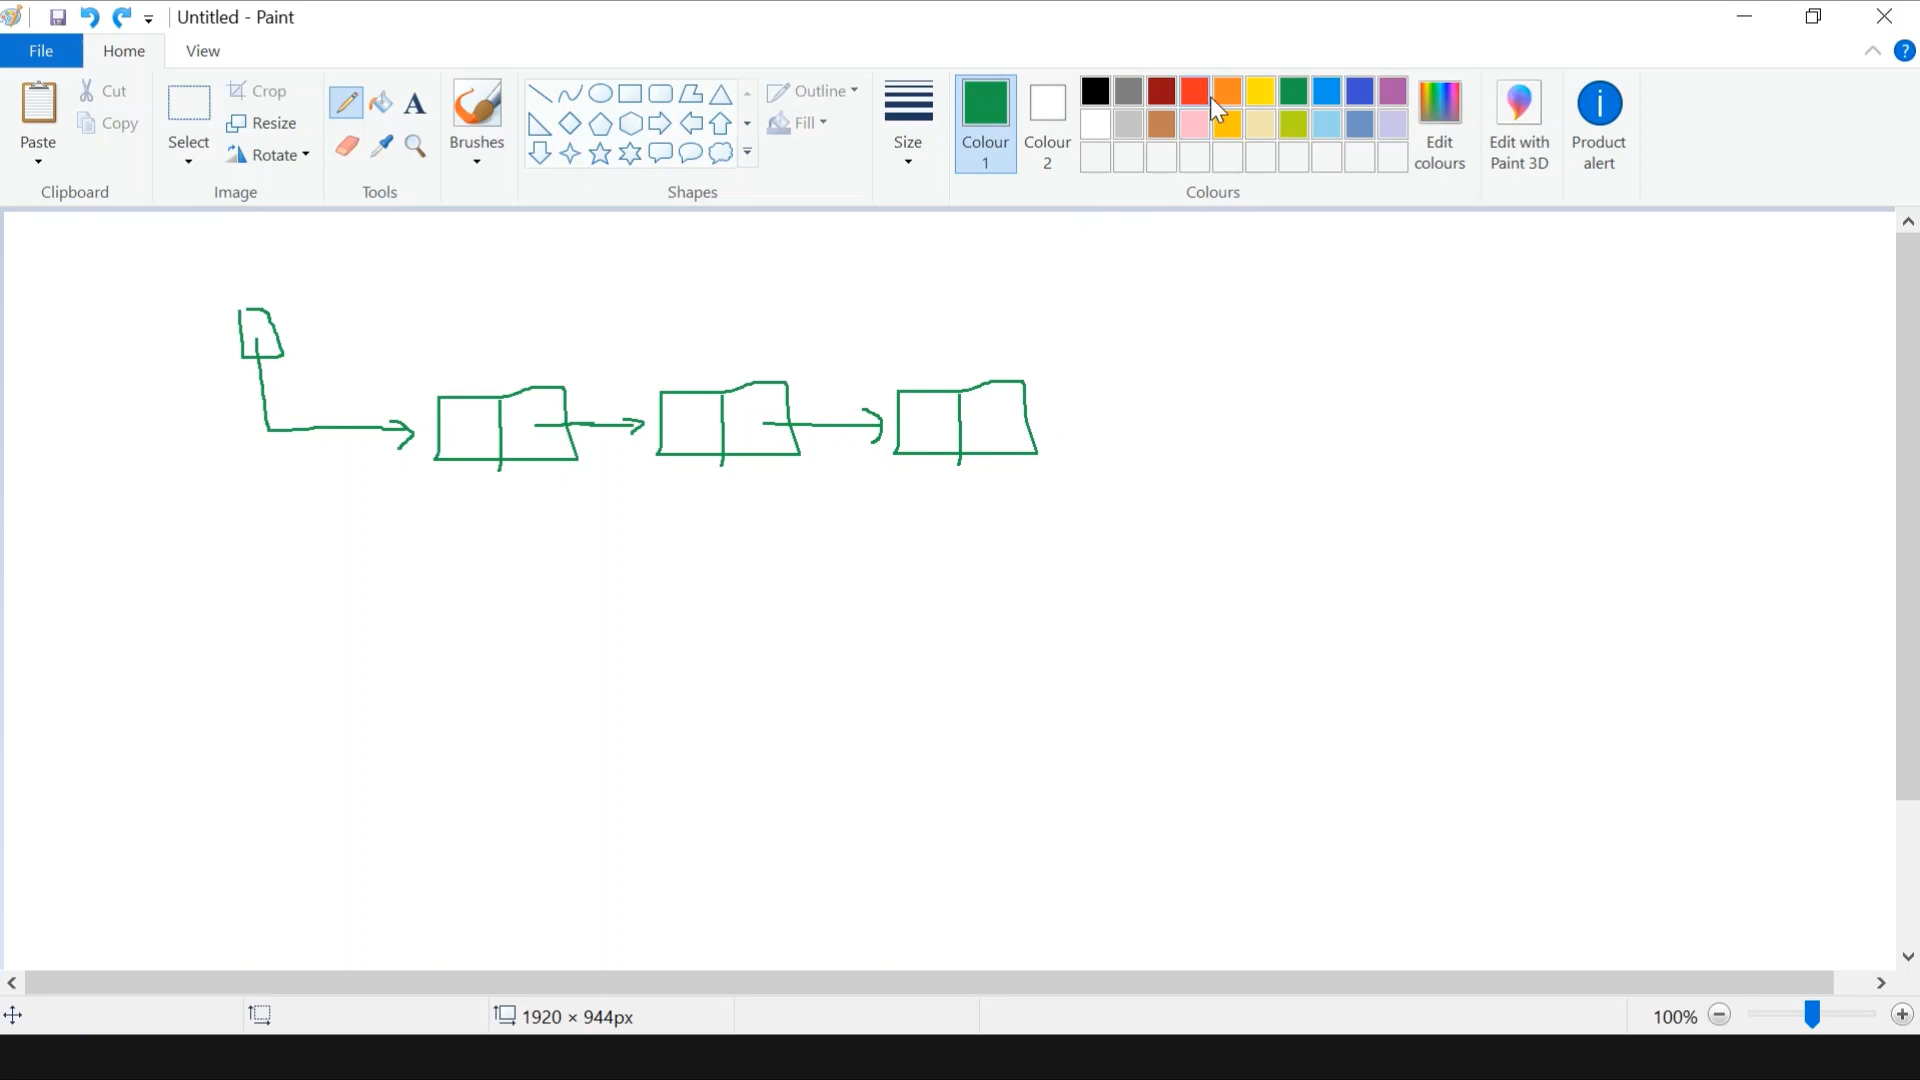 Untitled - Paint
File Home View
Paste Cut Copy
Clipboard
Select Crop Resize Rotate
Image
Tools
Brushes
Shapes
Outline Fill
Size
Colour 1
Colour 2
Colours
Edit colours
Edit with Paint 3D
Product alert
1920 × 944px
100%